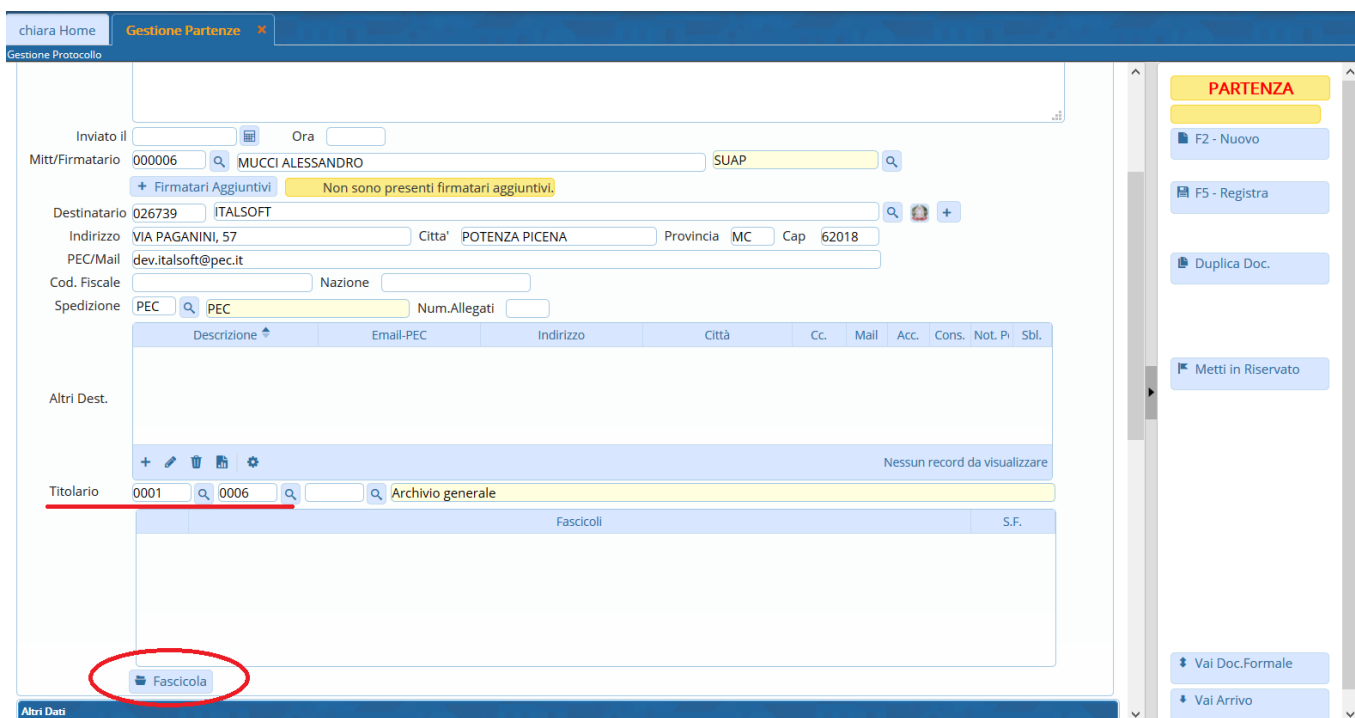 chiara Home Gestione Partenze ×
Gestione Protocollo
PARTENZA
Inviato il Ora
F2 - Nuovo
Mitt/Firmatario 000006 MUCCI ALESSANDRO SUAP
+ Firmatari Aggiuntivi Non sono presenti firmatari aggiuntivi.
F5 - Registra
Destinatario 026739 ITALSOFT
Indirizzo VIA PAGANINI, 57 Citta' POTENZA PICENA Provincia MC Cap 62018
PEC/Mail dev.italsoft@pec.it
Duplica Doc.
Cod. Fiscale Nazione
Spedizione PEC PEC Num.Allegati
Descrizione Email-PEC Indirizzo Città Cc. Mail Acc. Cons. Not. P Sbl.
Metti in Riservato
Altri Dest.
Nessun record da visualizzare
Titolario 0001 0006 Archivio generale
Fascicoli S.F.
Vai Doc.Formale
Fascicola
Vai Arrivo
Altri Dati